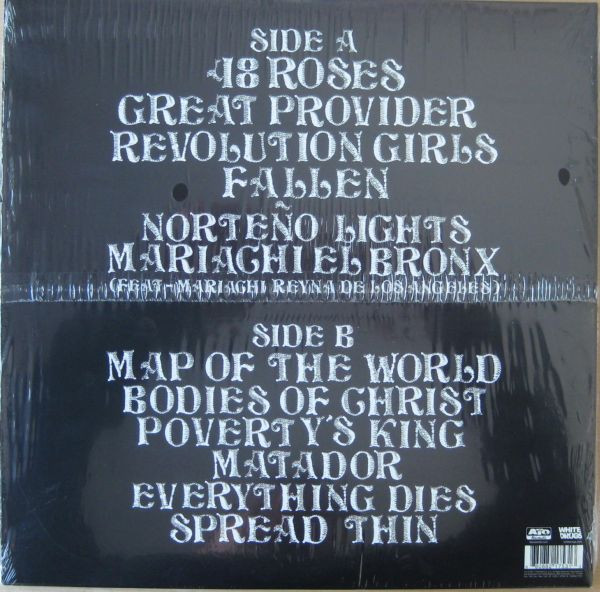 SIDE A
48 ROSES
GREAT PROVIDER
REVOLUTION GIRLS
FALLEN
NORTEÑO LIGHTS
MARIACHI EL BRONX
(FEAT- MARIACHI REYNA DE LOS ANGELES)
SIDE B
MAP OF THE WORLD
BODIES OF CHRIST
POVERTY'S KING
MATADOR
EVERYTHING DIES
SPREAD THIN
ATO
WHITE
DRUGS